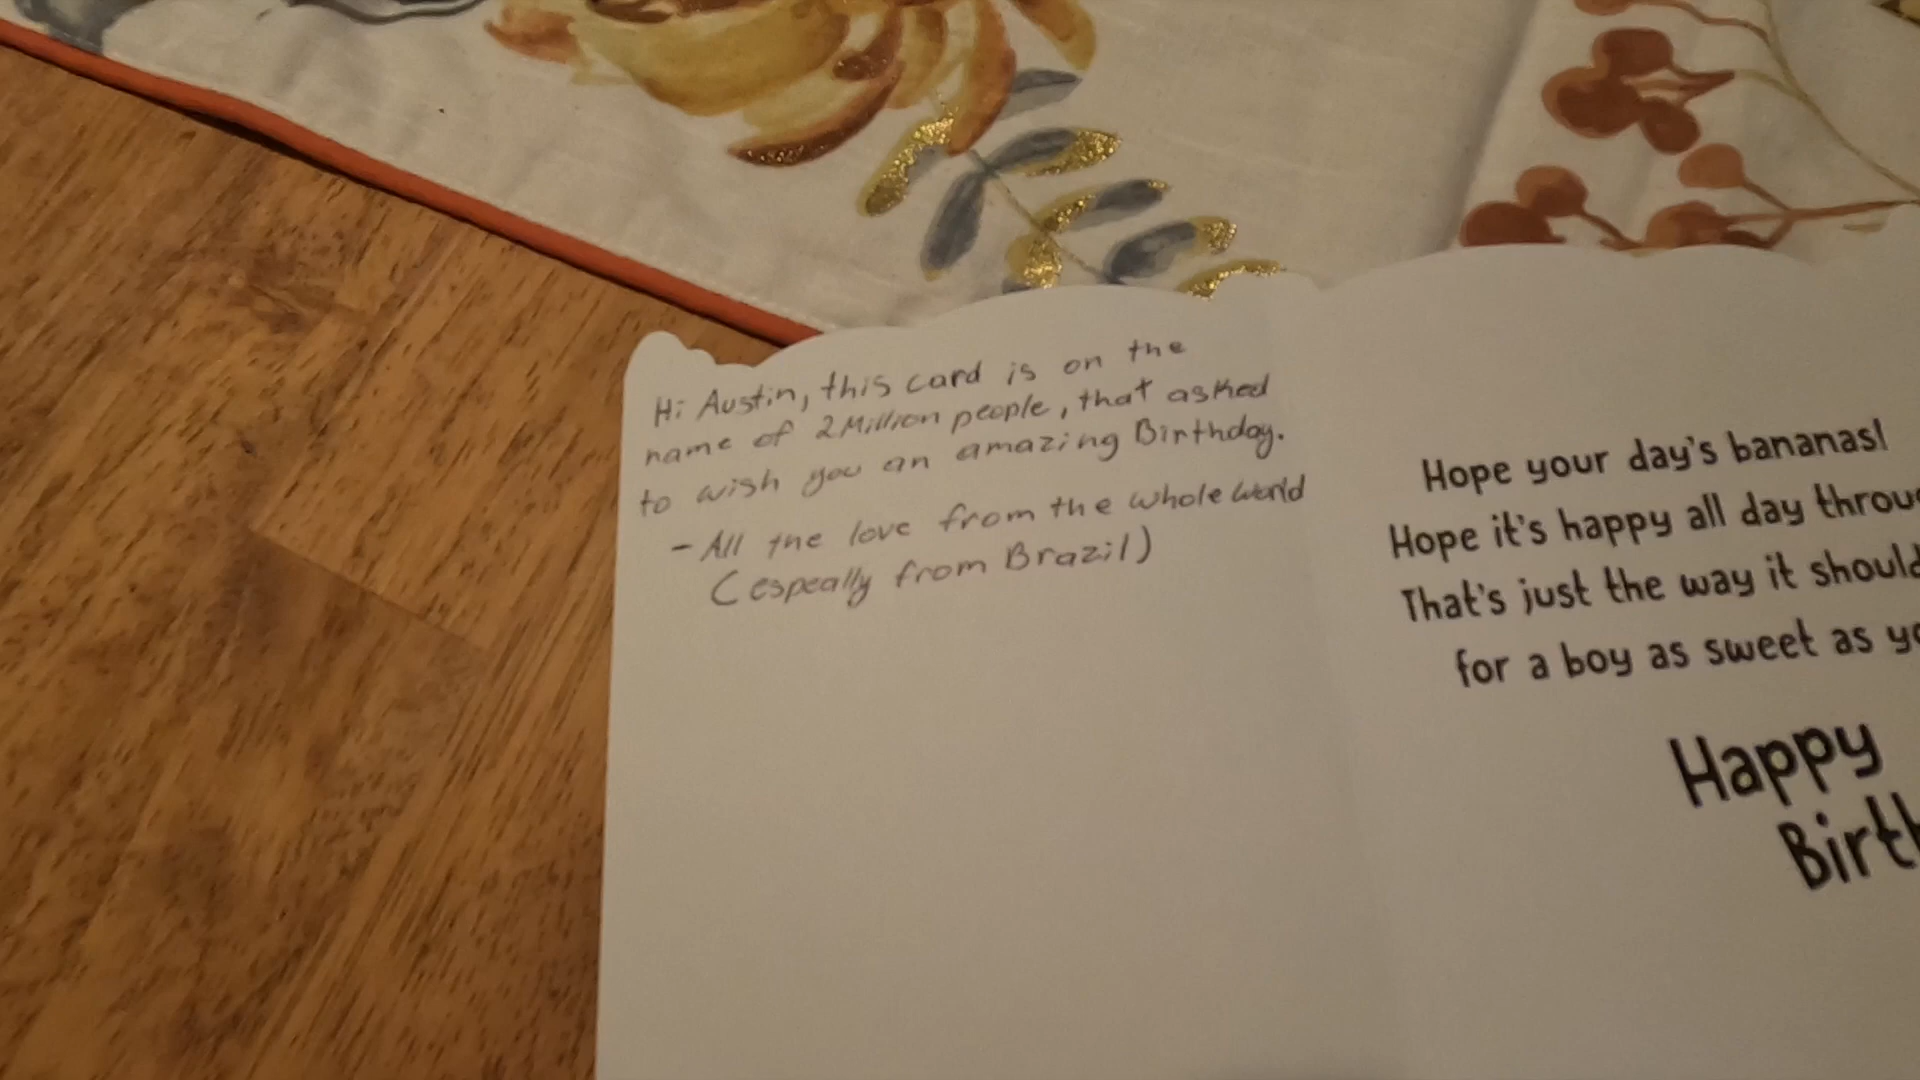 Hi Austin, this card is on the
name of 2Million people, that asked
to wish you an amazing Birthday.
- All the love from the whole world
(espeally from Brazil)
Hope your day's bananas!
Hope it's happy all day
That's just the way it should
for a boy as sweet as
Happy